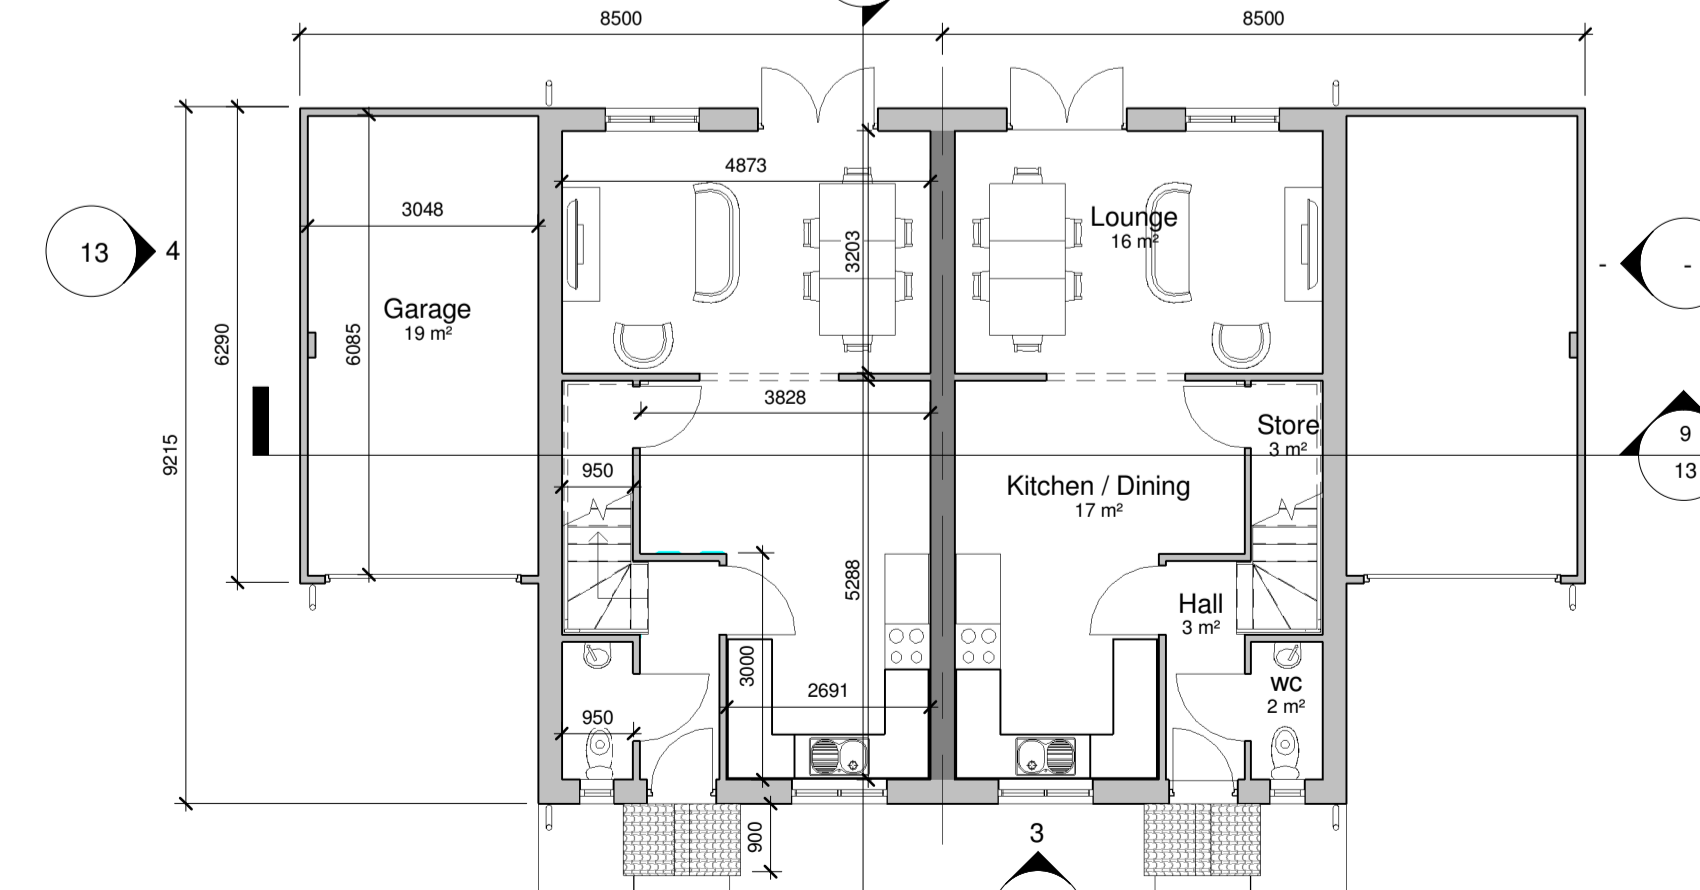 8500
8500
4873
3048
Lounge
16 m²
13
4
3203
-
-
Garage
19 m²
6290
6085
3828
Store
3 m²
9
13
9215
950
Kitchen / Dining
17 m²
5288
Hall
3 m²
3000
2691
WC
2 m²
950
900
3